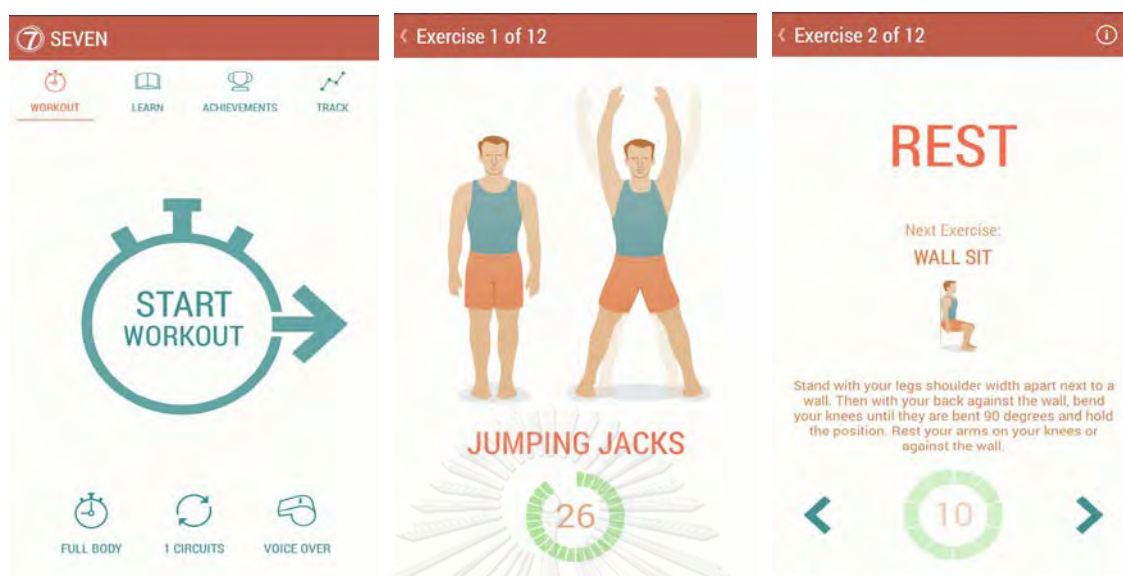 7 SEVEN
WORKOUT
LEARN
ACHIEVEMENTS
TRACK
START
WORKOUT
FULL BODY
1 CIRCUITS
VOICE OVER
Exercise 1 of 12
JUMPING JACKS
26
Exercise 2 of 12
REST
Next Exercise:
WALL SIT
Stand with your legs shoulder width apart next to a
wall. Then with your back against the wall, bend
your knees until they are bent 90 degrees and hold
the position. Rest your arms on your knees or
against the wall.
10